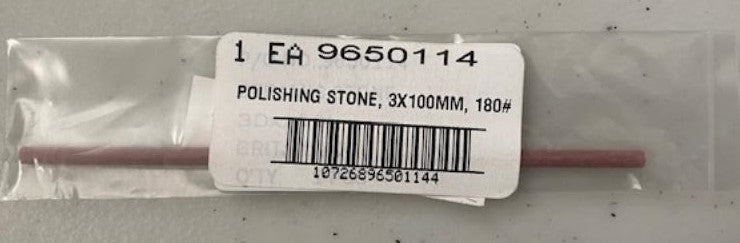 1 EA 9650114
POLISHING STONE, 3X100MM, 180#
10726896501144